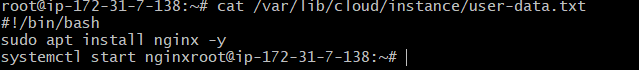 root@ip-172-31-7-138:~# cat /var/lib/cloud/instance/user-data.txt
#!/bin/bash
sudo apt install nginx -y
systemctl start nginxroot@ip-172-31-7-138:~#